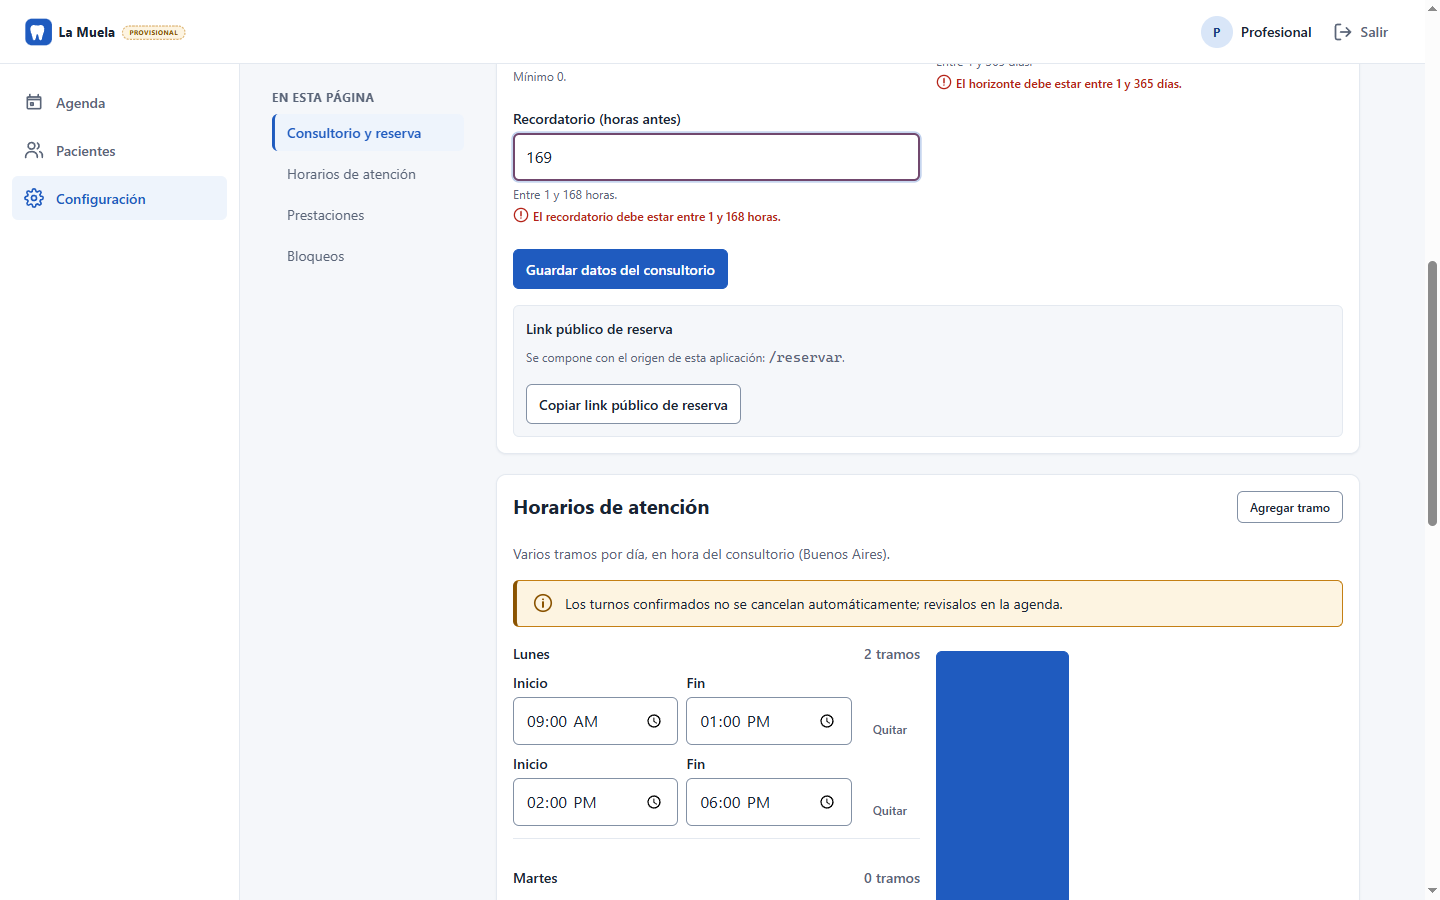 La Muela
PROVISIONAL
P
Profesional
Salir
Agenda
Pacientes
Configuración
EN ESTA PÁGINA
Consultorio y reserva
Horarios de atención
Prestaciones
Bloqueos
Mínimo 0.
Entre 1 y 365 días.
El horizonte debe estar entre 1 y 365 días.
Recordatorio (horas antes)
169
Entre 1 y 168 horas.
El recordatorio debe estar entre 1 y 168 horas.
Guardar datos del consultorio
Link público de reserva
Se compone con el origen de esta aplicación: /reservar.
Copiar link público de reserva
Horarios de atención
Agregar tramo
Varios tramos por día, en hora del consultorio (Buenos Aires).
Los turnos confirmados no se cancelan automáticamente; revisalos en la agenda.
Lunes
2 tramos
Inicio
Fin
09:00 AM
01:00 PM
Quitar
Inicio
Fin
02:00 PM
06:00 PM
Quitar
Martes
0 tramos